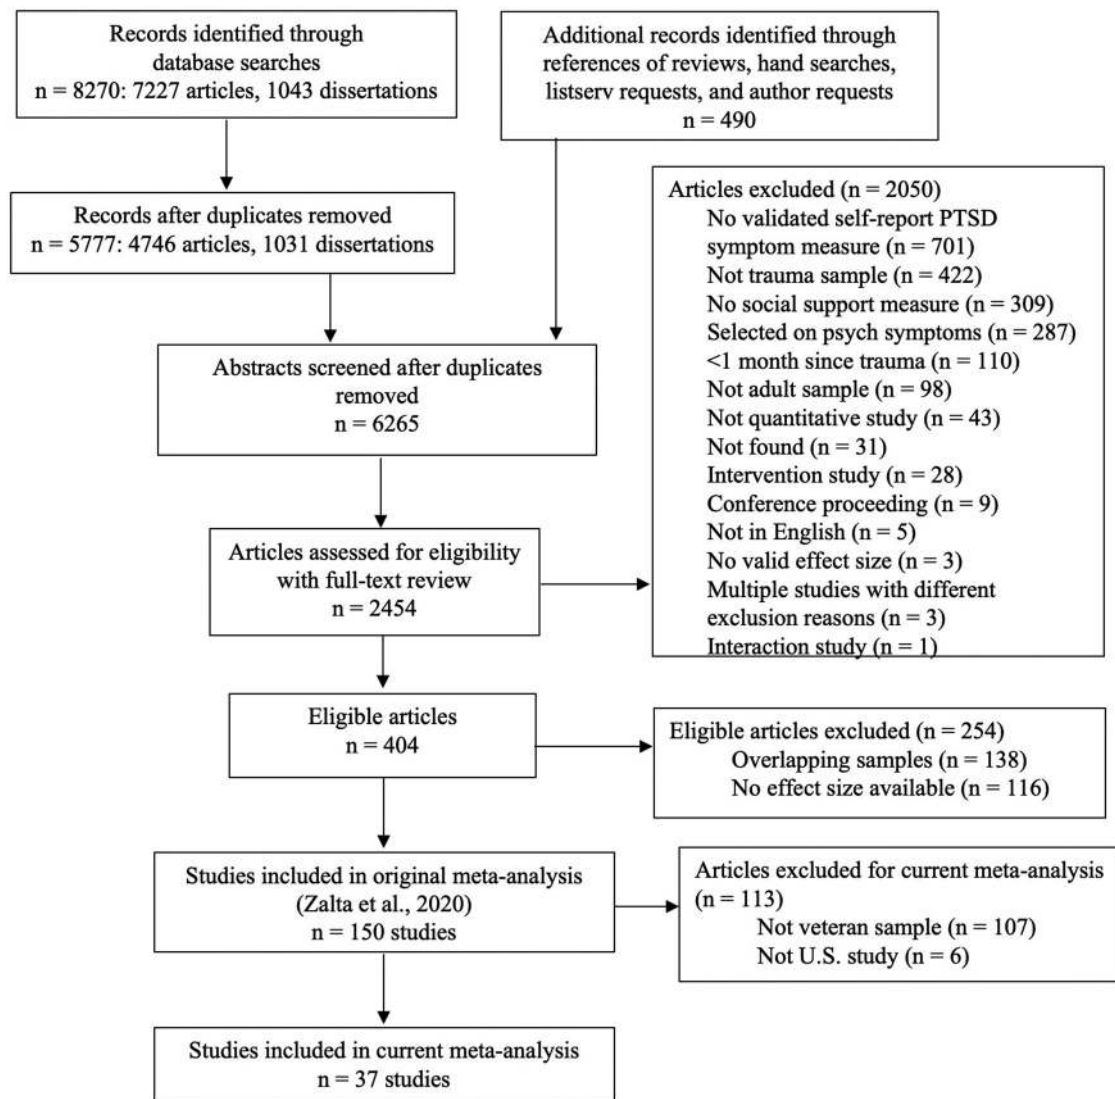 Records identified through
database searches
n = 8270: 7227 articles, 1043 dissertations
Additional records identified through
references of reviews, hand searches,
listserv requests, and author requests
n = 490
Records after duplicates removed
n = 5777: 4746 articles, 1031 dissertations
Articles excluded (n = 2050)
No validated self-report PTSD
symptom measure (n = 701)
Not trauma sample (n = 422)
No social support measure (n = 309)
Selected on psych symptoms (n = 287)
<1 month since trauma (n = 110)
Not adult sample (n = 98)
Not quantitative study (n = 43)
Not found (n = 31)
Intervention study (n = 28)
Conference proceeding (n = 9)
Not in English (n = 5)
No valid effect size (n = 3)
Multiple studies with different
exclusion reasons (n = 3)
Interaction study (n = 1)
Abstracts screened after duplicates
removed
n = 6265
Articles assessed for eligibility
with full-text review
n = 2454
Eligible articles
n = 404
Eligible articles excluded (n = 254)
Overlapping samples (n = 138)
No effect size available (n = 116)
Studies included in original meta-analysis
(Zalta et al., 2020)
n = 150 studies
Articles excluded for current meta-analysis
(n = 113)
Not veteran sample (n = 107)
Not U.S. study (n = 6)
Studies included in current meta-analysis
n = 37 studies